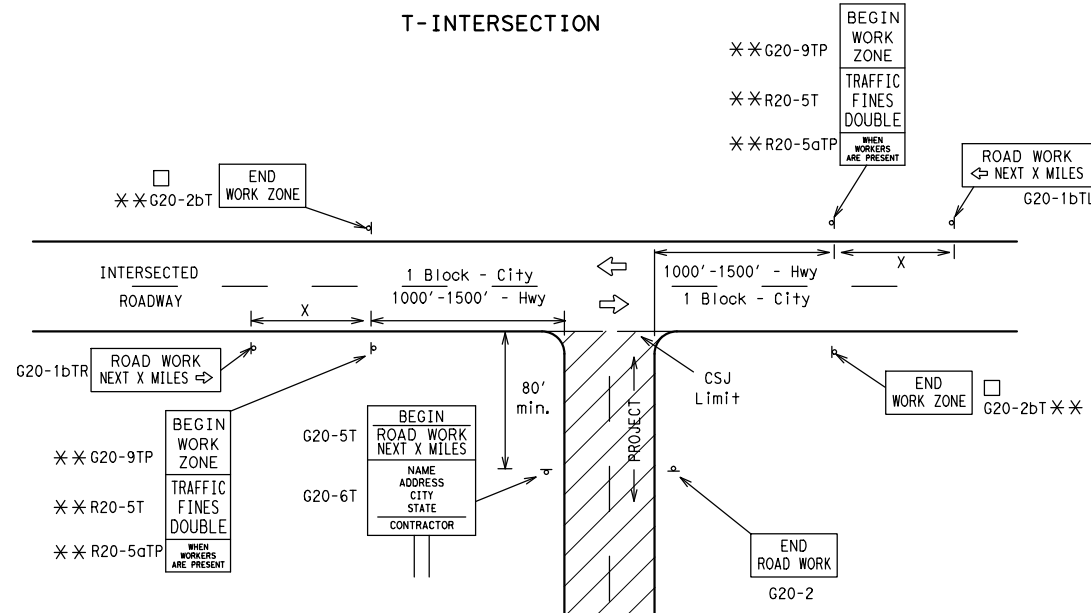 T-INTERSECTION
✳✳G20-9TP
BEGIN
WORK
ZONE
✳✳R20-5T
TRAFFIC
FINES
DOUBLE
✳✳R20-5aTP
WHEN
WORKERS
ARE PRESENT
ROAD WORK
⇦ NEXT X MILES
G20-1bTL
□
✳✳G20-2bT
END
WORK ZONE
INTERSECTED
ROADWAY
X
1 Block - City
1000'-1500' - Hwy
1000'-1500' - Hwy
1 Block - City
X
G20-1bTR
ROAD WORK
NEXT X MILES ⇨
80'
min.
CSJ
Limit
PROJECT
END
WORK ZONE
□
G20-2bT✳✳
✳✳G20-9TP
BEGIN
WORK
ZONE
✳✳R20-5T
TRAFFIC
FINES
DOUBLE
✳✳R20-5aTP
WHEN
WORKERS
ARE PRESENT
G20-5T
BEGIN
ROAD WORK
NEXT X MILES
G20-6T
NAME
ADDRESS
CITY
STATE
CONTRACTOR
END
ROAD WORK
G20-2